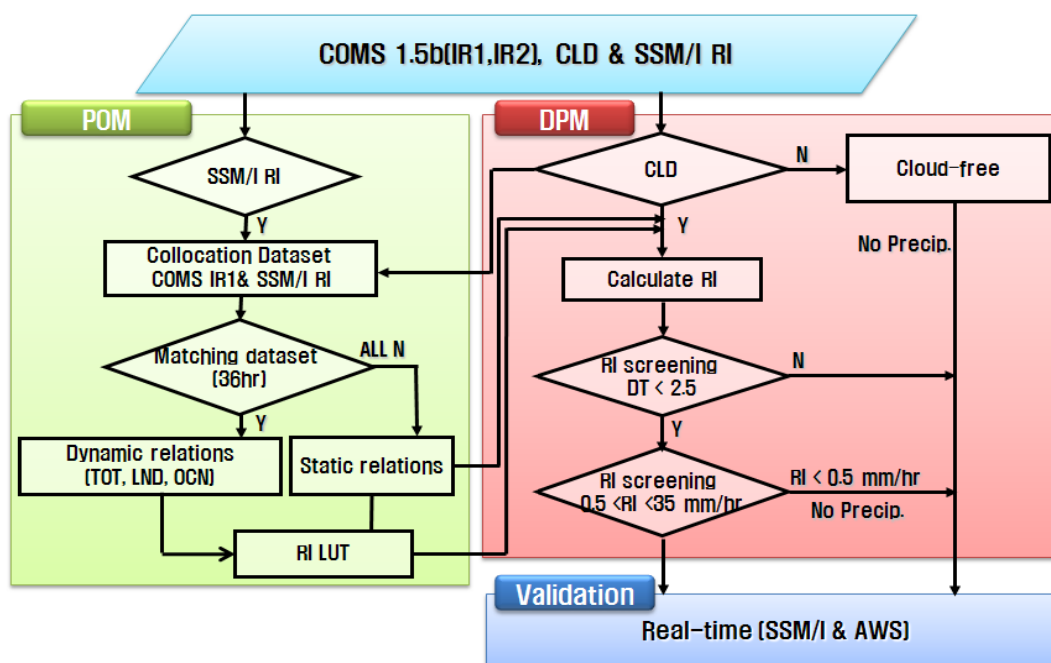 COMS 1.5b(IR1,IR2), CLD & SSM/I RI
POM
SSM/I RI
Y
Collocation Dataset
COMS IR1& SSM/I RI
Matching dataset
(36hr)
ALL N
Y
Dynamic relations
(TOT, LND, OCN)
Static relations
RI LUT
DPM
CLD
N
Cloud-free
Y
No Precip.
Calculate RI
RI screening
DT < 2.5
N
Y
RI screening
0.5 <RI <35 mm/hr
RI < 0.5 mm/hr
No Precip.
Validation
Real-time (SSM/I & AWS)